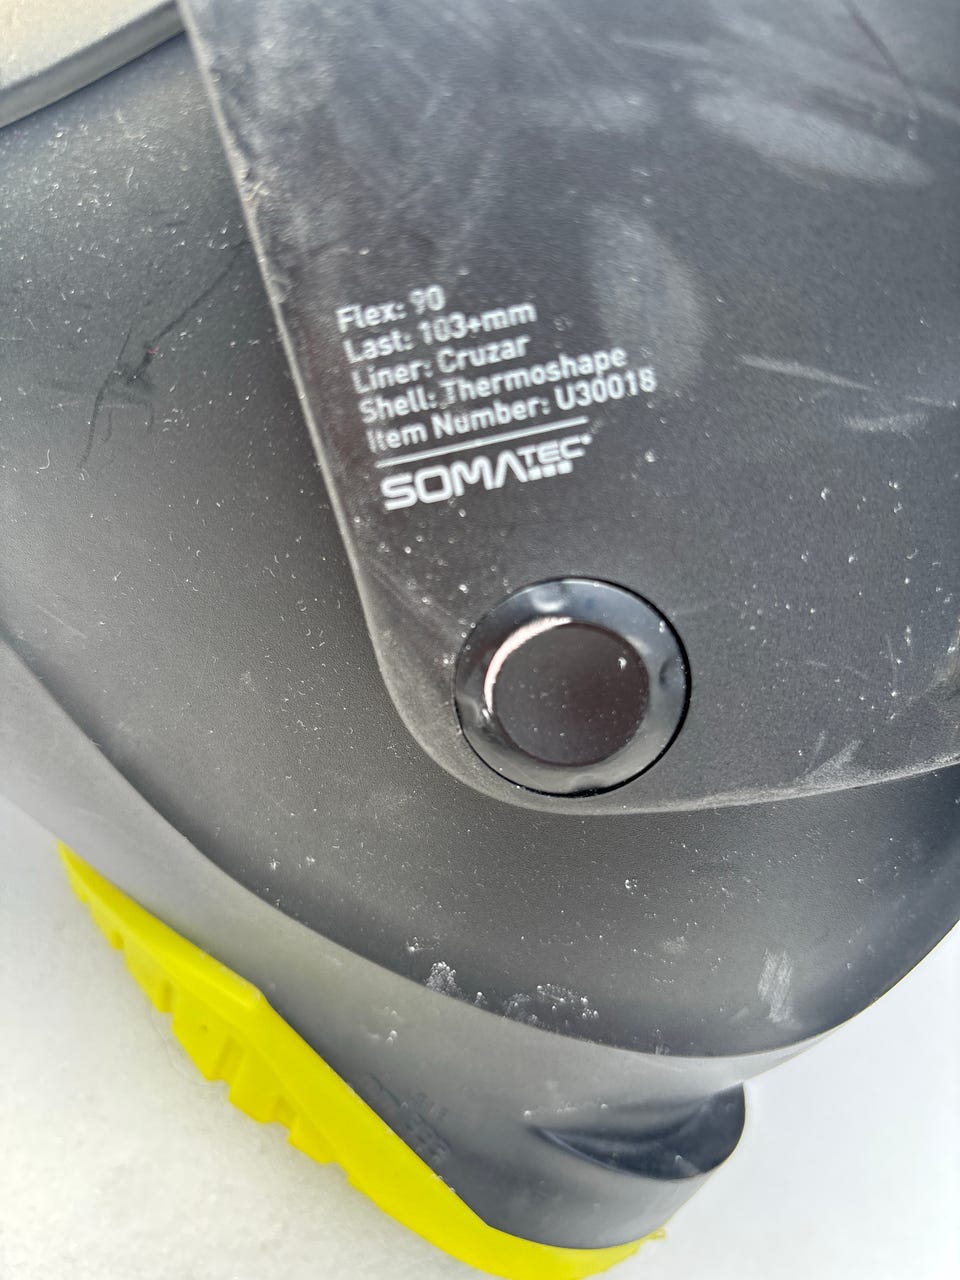 Flex: 90
Last: 103+mm
Liner: Cruzar
Shell: Thermoshape
Item Number: U30018
SOMATEC